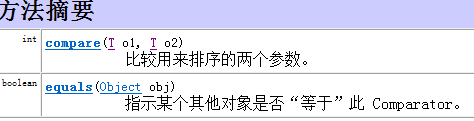 方法摘要
int compare(T o1, T o2)
比较用来排序的两个参数。
boolean equals(Object obj)
指示某个其他对象是否“等于”此 Comparator。